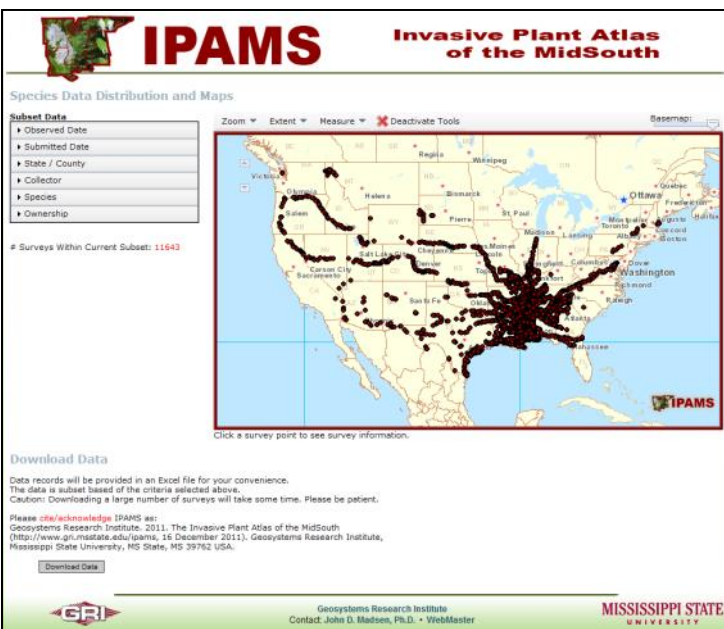 IPAMS
Invasive Plant Atlas
of the MidSouth
Species Data Distribution and Maps
Subset Data
Observed Date
Submitted Date
State / County
Collector
Species
Ownership
# Surveys Within Current Subset: 11643
Zoom Extent Measure Deactivate Tools Basemap:
Regina
Winnipeg
Victoria
Olympia
Helena
Bismarck
Quebec
Ottawa
Fredericton
Salem
Pierre
St. Paul
Montpelier
Augusta
Halifax
Toronto
Concord
Madison
Lansing
Albany
Boston
Salt Lake City
Cheyenne
Des Moines
Lincoln
Springfield
Columbus
Dover
Carson City
Denver
Washington
Sacramento
Richmond
Santa Fe
Raleigh
Atlanta
IPAMS
Click a survey point to see survey information.
Download Data
Data records will be provided in an Excel file for your convenience.
The data is subset based of the criteria selected above.
Caution: Downloading a large number of surveys will take some time. Please be patient.
Please cite/acknowledge IPAMS as:
Geosystems Research Institute. 2011. The Invasive Plant Atlas of the MidSouth
(http://www.gri.msstate.edu/ipams, 16 December 2011). Geosystems Research Institute,
Mississippi State University, MS State, MS 39762 USA.
Download Data
GRI
Geosystems Research Institute
Contact: John D. Madsen, Ph.D. • WebMaster
MISSISSIPPI STATE
UNIVERSITY